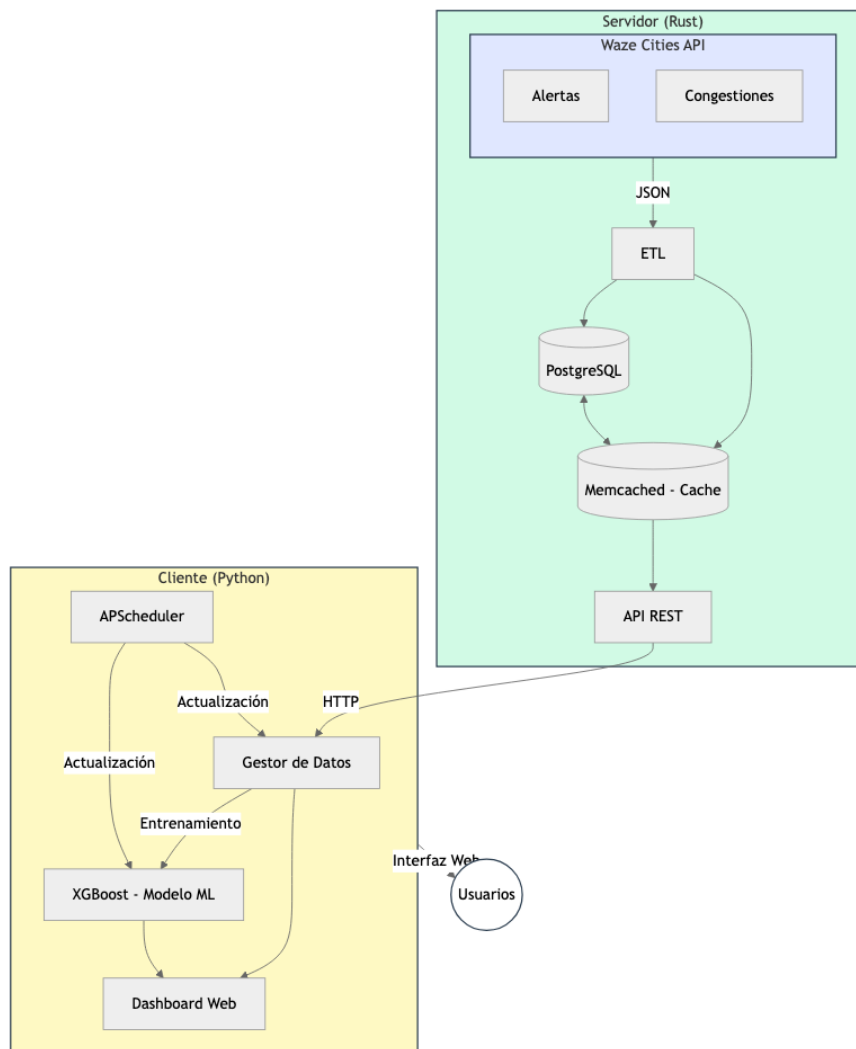 Servidor (Rust)
Waze Cities API
Alertas
Congestiones
JSON
ETL
PostgreSQL
Memcached - Cache
API REST
HTTP
Cliente (Python)
APScheduler
Actualización
Actualización
Gestor de Datos
Entrenamiento
XGBoost - Modelo ML
Dashboard Web
Interfaz Web
Usuarios